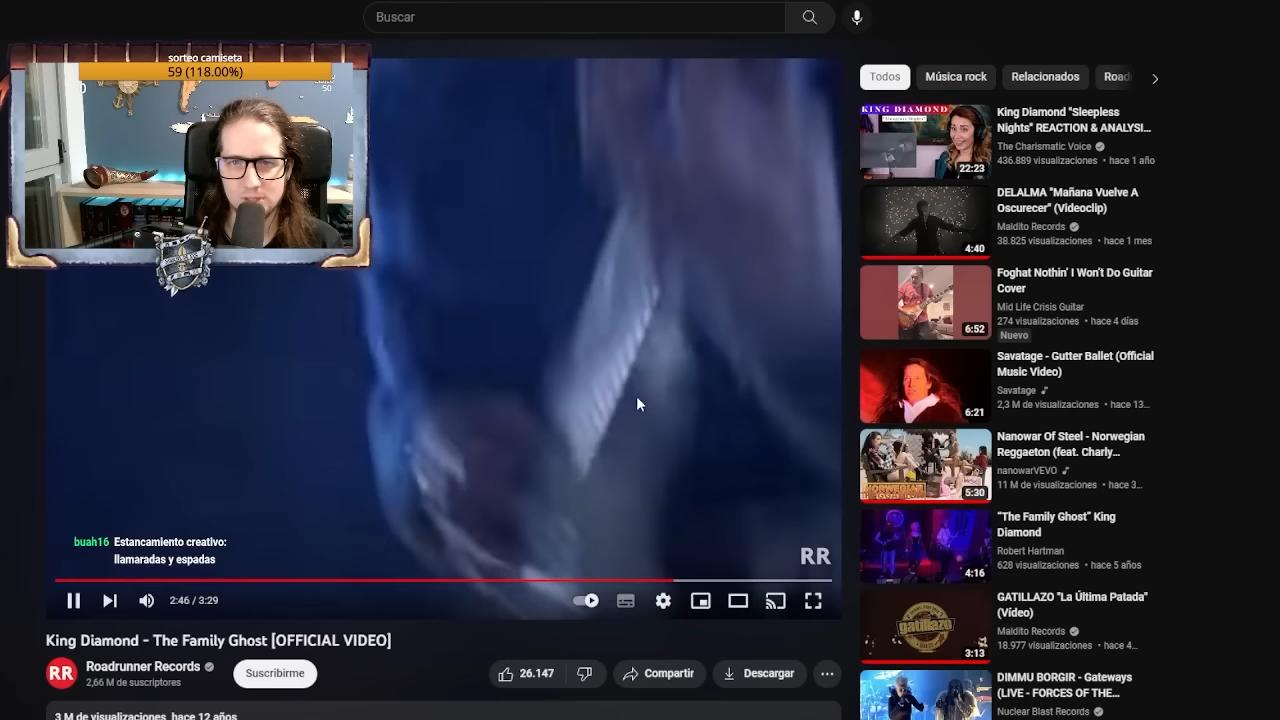 Buscar
sorteo camiseta
59 (118.00%)
50
Todos
Música rock
Relacionados
KING DIAMOND
22:23
King Diamond "Sleepless
Nights" REACTION & ANALYSI...
The Charismatic Voice
436.889 visualizaciones • hace 1 año
4:40
DELALMA "Mañana Vuelve A
Oscurecer" (Videoclip)
Maldito Records
38.825 visualizaciones • hace 1 mes
6:52
Foghat Nothin' I Won't Do Guitar
Cover
Mid Life Crisis Guitar
274 visualizaciones • hace 4 días
Nuevo
6:21
Savatage - Gutter Ballet (Official
Music Video)
Savatage
2,3 M de visualizaciones • hace 13...
5:30
Nanowar Of Steel - Norwegian
Reggaeton (feat. Charly...
nanowarVEVO
11 M de visualizaciones • hace 3...
4:16
"The Family Ghost" King
Diamond
Robert Hartman
628 visualizaciones • hace 5 años
gatillazo
3:13
GATILLAZO "La Última Patada"
(Vídeo)
Maldito Records
18.977 visualizaciones • hace 4...
DIMMU BORGIR - Gateways
(LIVE - FORCES OF THE...
Nuclear Blast Records
buah16 Estancamiento creativo:
llamaradas y espadas
RR
2:46 / 3:29
King Diamond - The Family Ghost [OFFICIAL VIDEO]
RR
Roadrunner Records
2,66 M de suscriptores
Suscribirme
26.147
Compartir
Descargar
3 M de visualizaciones hace 12 años